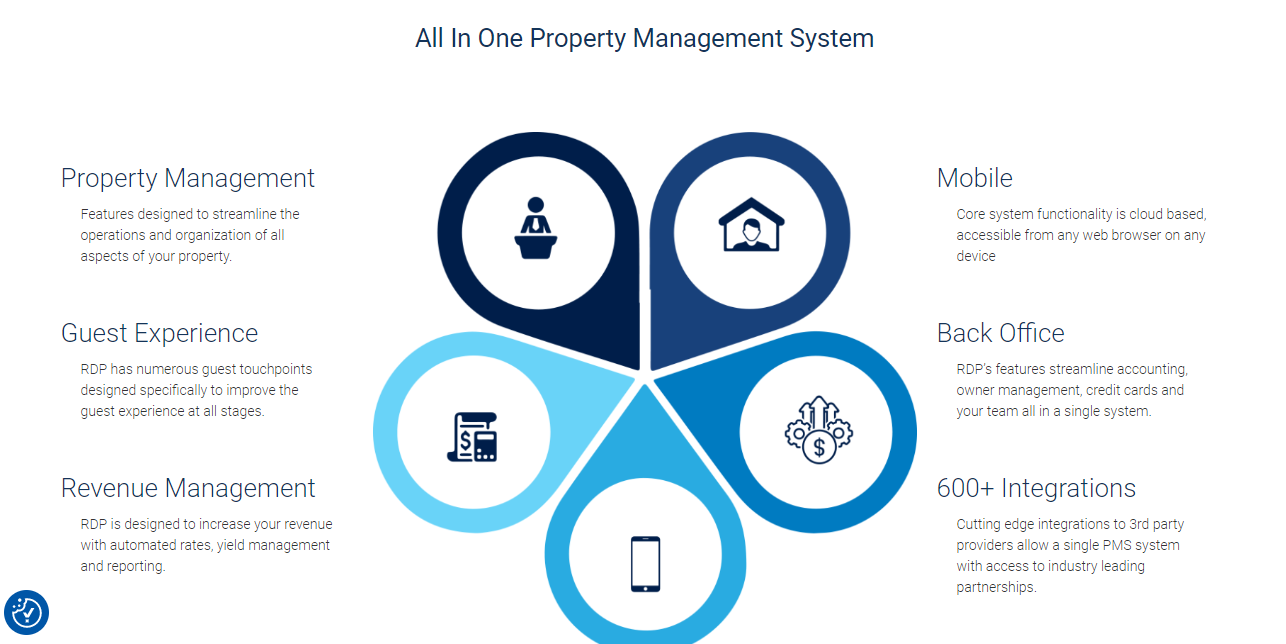 All In One Property Management System
Property Management
Features designed to streamline the
operations and organization of all
aspects of your property.
Guest Experience
RDP has numerous guest touchpoints
designed specifically to improve the
guest experience at all stages.
Revenue Management
RDP is designed to increase your revenue
with automated rates, yield management
and reporting.
$
$
Mobile
Core system functionality is cloud based,
accessible from any web browser on any
device
Back Office
RDP's features streamline accounting,
owner management, credit cards and
your team all in a single system.
600+ Integrations
Cutting edge integrations to 3rd party
providers allow a single PMS system
with access to industry leading
partnerships.